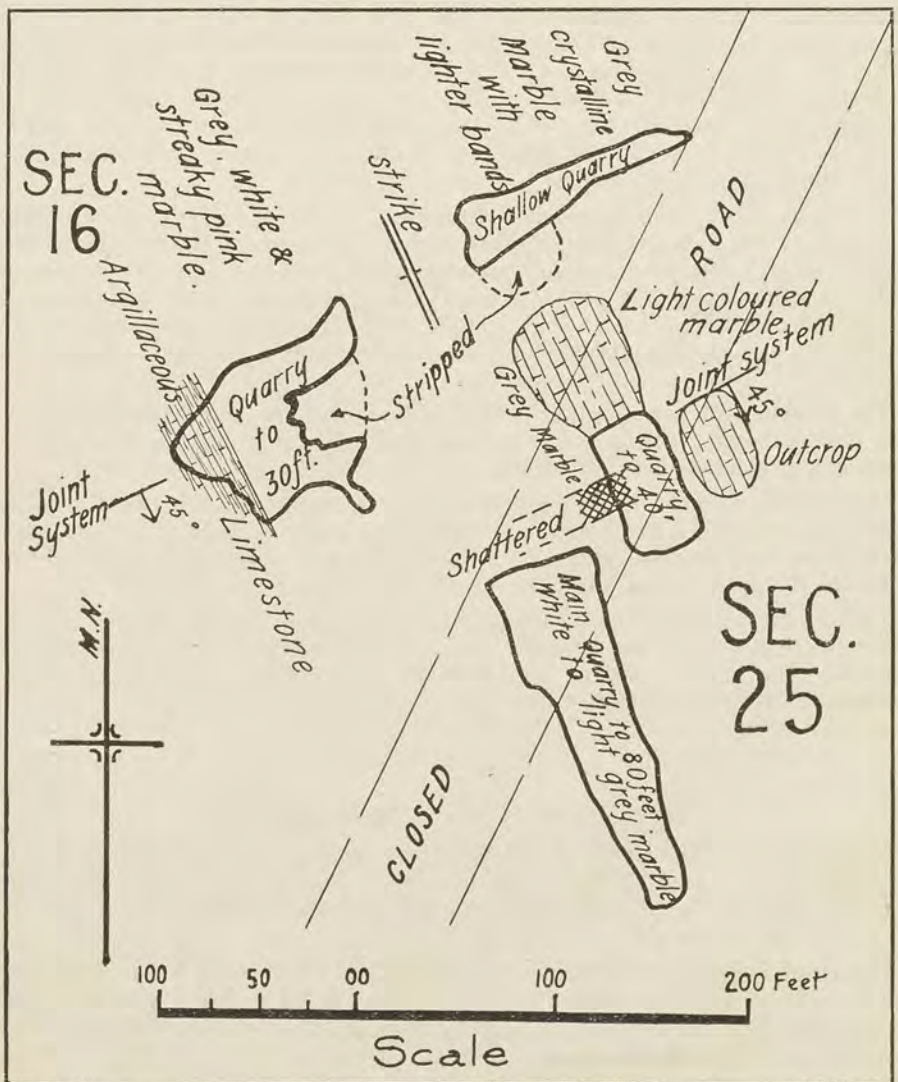 Grey
crystalline
Marble
with
lighter bands
Grey, white &
streaky pink
marble.
SEC.
16
strike
Shallow Quarry
ROAD
Argillaceous
Limestone
Light coloured
marble
Joint system
45°
Outcrop
Quarry
to
30ft.
Stripped
Grey Marble
Quarry,
to 40
Joint
System
45°
Shattered
M.N.
Main quarry to 80feet
White to light grey marble
SEC.
25
CLOSED
100 50 00 100 200 Feet
Scale